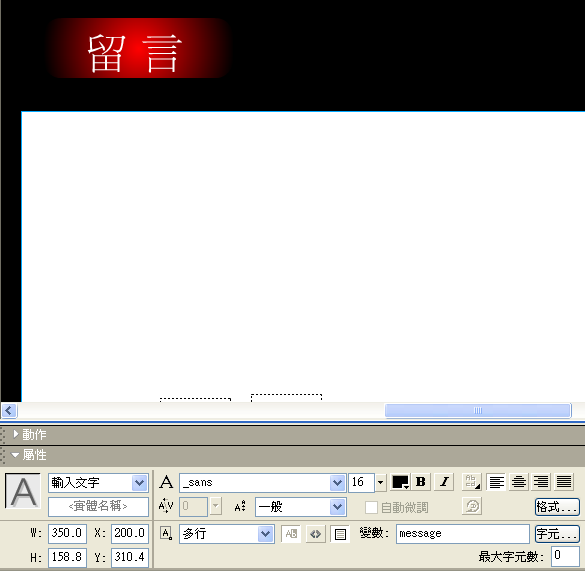 留 言
動作
屬性
A 輸入文字 A _sans 16 B I
<實體名稱> 0 一般 自動微調 格式...
W: 350.0 X: 200.0 多行 變數: message 字元...
H: 158.8 Y: 310.4 最大字元數: 0